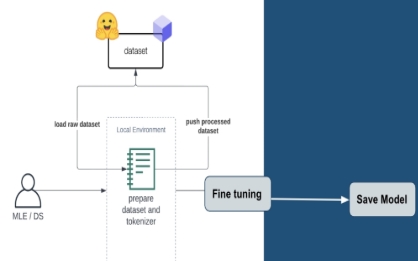 dataset
load raw dataset
push processed
dataset
Local Environment
prepare
dataset and
tokenizer
MLE / DS
Fine tuning
Save Model